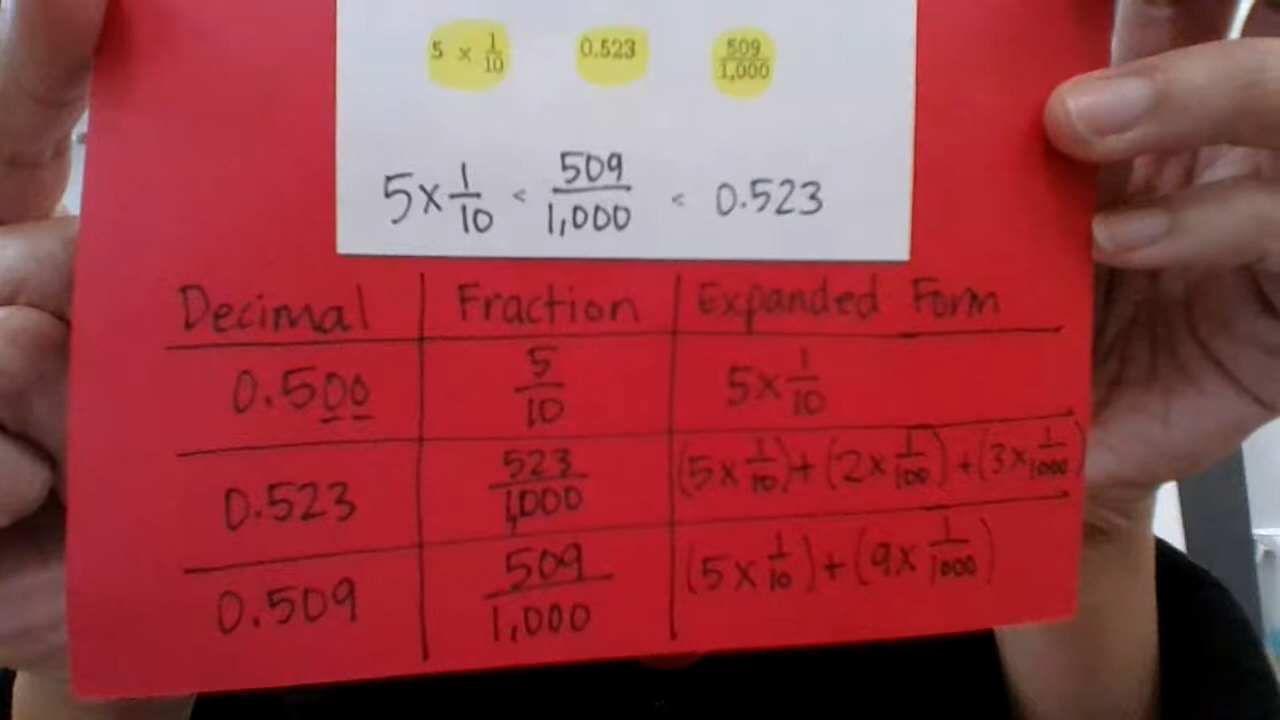 5 × 1/10 0.523 509/1,000
5 × 1/10 < 509/1,000 < 0.523
Decimal Fraction Expanded Form
0.500 5/10 5 × 1/10
0.523 523/1,000 (5 × 1/10) + (2 × 1/100) + (3 × 1/1000)
0.509 509/1,000 (5 × 1/10) + (9 × 1/1000)